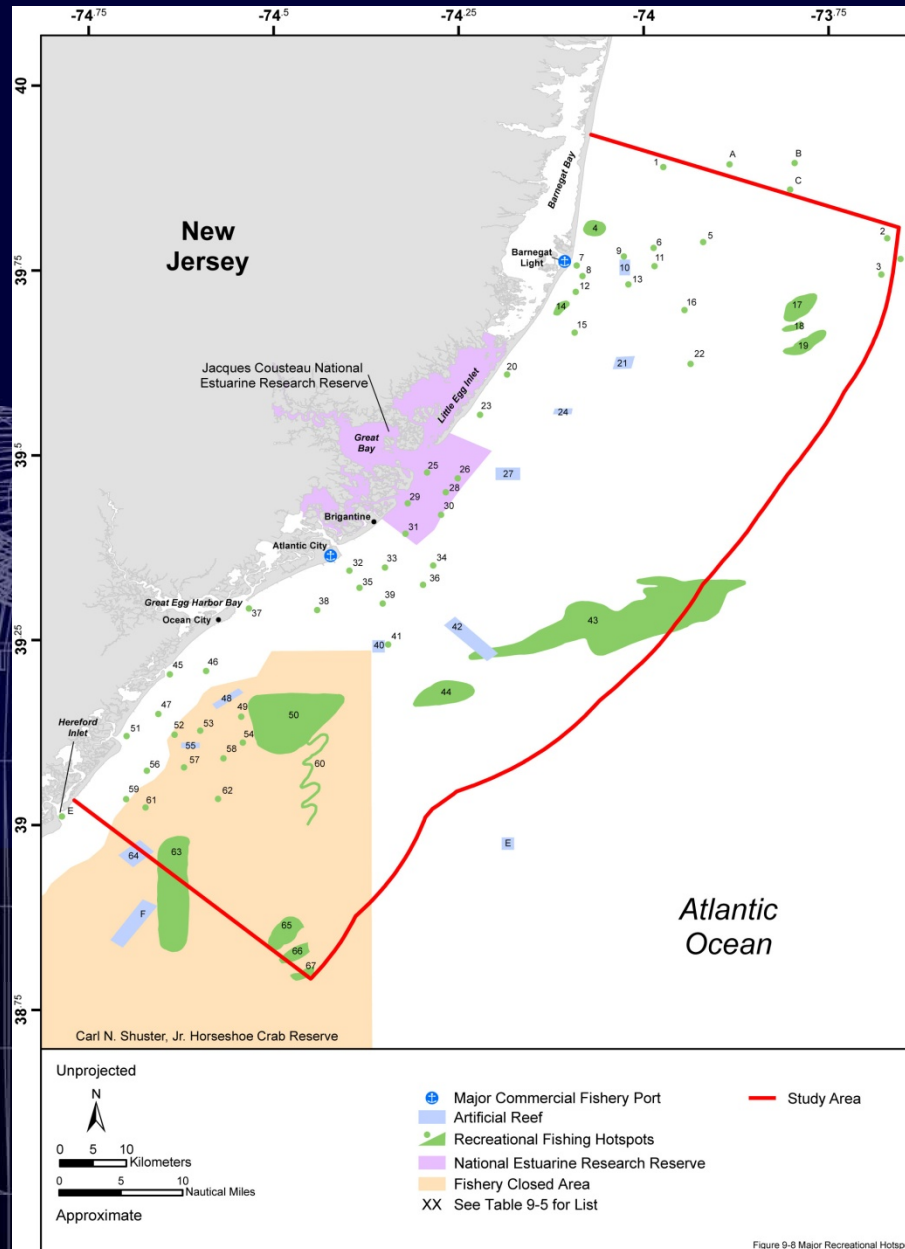 -74.75 -74.5 -74.25 -74 -73.75
40
39.75
39.5
39.25
39
38.75
New
Jersey
Barnegat Bay
Barnegat
Light
Jacques Cousteau National
Estuarine Research Reserve
Little Egg Inlet
Great
Bay
Brigantine
Atlantic City
Great Egg Harbor Bay
Ocean City
Hereford
Inlet
Atlantic
Ocean
Carl N. Shuster, Jr. Horseshoe Crab Reserve
1
A
B
C
2
3
4
5
6
7
8
9
10
11
12
13
14
15
16
17
18
19
20
21
22
23
24
25
26
27
28
29
30
31
32
33
34
35
36
37
38
39
40
41
42
43
44
45
46
47
48
49
50
51
52
53
54
55
56
57
58
59
60
61
62
E
63
64
F
65
66
67
E
Unprojected
N
0 5 10
Kilometers
0 5 10
Nautical Miles
Approximate
Major Commercial Fishery Port
Artificial Reef
Recreational Fishing Hotspots
National Estuarine Research Reserve
Fishery Closed Area
XX See Table 9-5 for List
Study Area
Figure 9-8 Major Recreational Hotsp